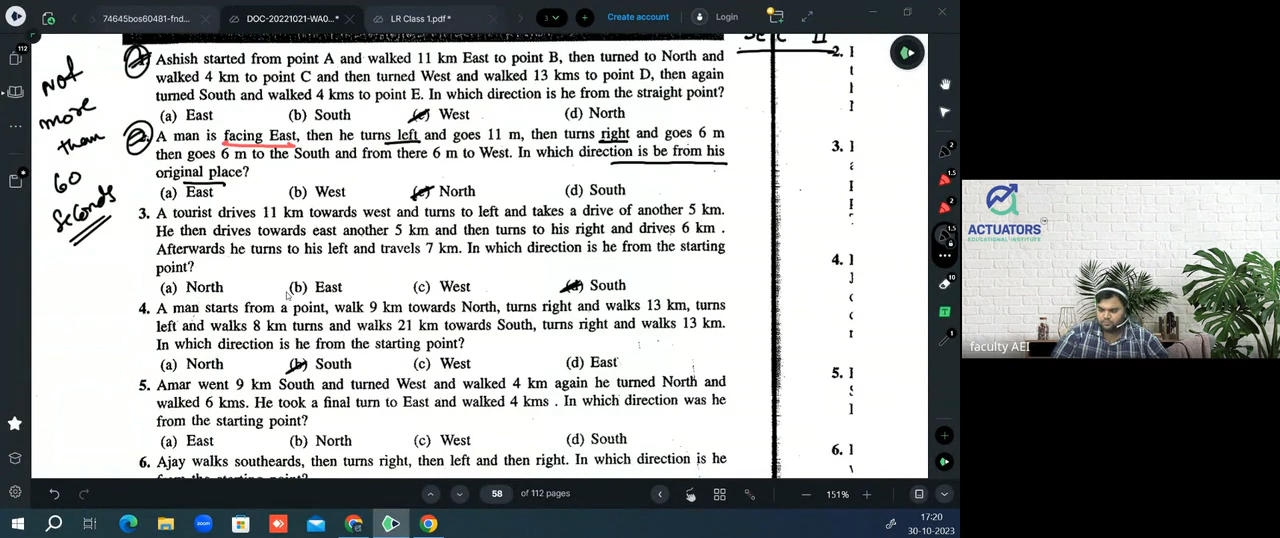 74645bos60481-fnd...
DOC-20221021-WA0...*
LR Class 1.pdf*
3
Create account
Login
112
Not
more
than
60
seconds
Sec II
Ashish started from point A and walked 11 km East to point B, then turned to North and
walked 4 km to point C and then turned West and walked 13 kms to point D, then again
turned South and walked 4 kms to point E. In which direction is he from the straight point?
(a) East (b) South (c) West (d) North
A man is facing East, then he turns left and goes 11 m, then turns right and goes 6 m
then goes 6 m to the South and from there 6 m to West. In which direction is be from his
original place?
(a) East (b) West (c) North (d) South
3. A tourist drives 11 km towards west and turns to left and takes a drive of another 5 km.
He then drives towards east another 5 km and then turns to his right and drives 6 km .
Afterwards he turns to his left and travels 7 km. In which direction is he from the starting
point?
(a) North (b) East (c) West (d) South
4. A man starts from a point, walk 9 km towards North, turns right and walks 13 km, turns
left and walks 8 km turns and walks 21 km towards South, turns right and walks 13 km.
In which direction is he from the starting point?
(a) North (b) South (c) West (d) East
5. Amar went 9 km South and turned West and walked 4 km again he turned North and
walked 6 kms. He took a final turn to East and walked 4 kms . In which direction was he
from the starting point?
(a) East (b) North (c) West (d) South
6. Ajay walks southeards, then turns right, then left and then right. In which direction is he
2.
3.
4.
5.
6.
2
1.5
2
1.5
10
1
ACTUATORS
EDUCATIONAL INSTITUTE
faculty AEI
58 of 112 pages
151%
zoom
17:20
30-10-2023